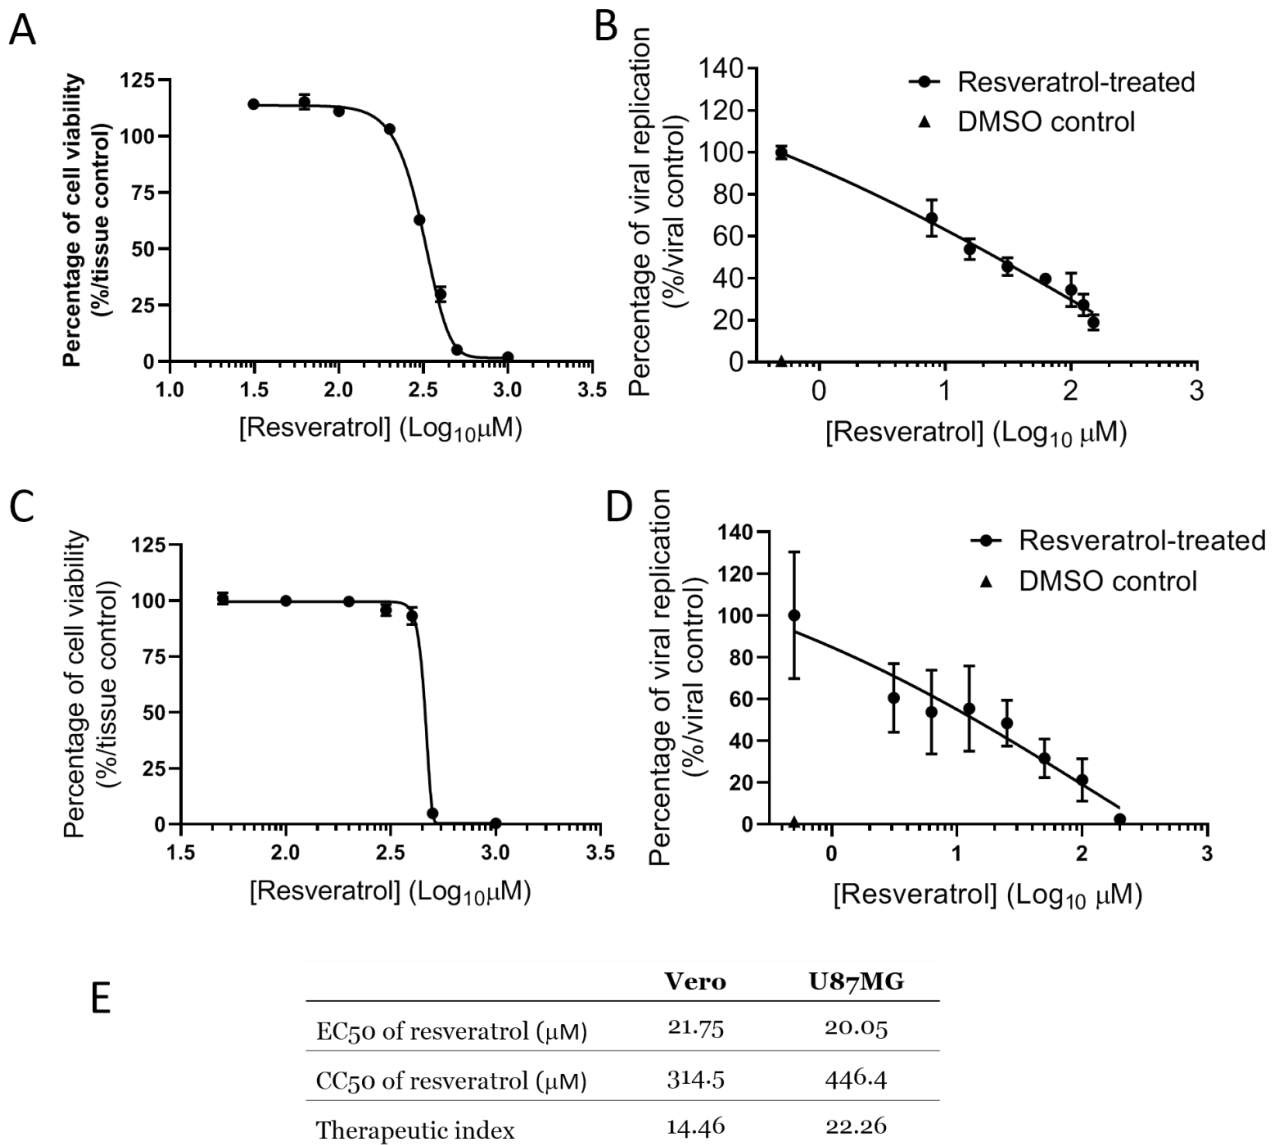 A
Percentage of cell viability
(%/tissue control)
125
100
75
50
25
0
1.0 1.5 2.0 2.5 3.0 3.5
[Resveratrol] (Log10μM)
B
Percentage of viral replication
(%/viral control)
140
120
100
80
60
40
20
0
0 1 2 3
[Resveratrol] (Log10 μM)
Resveratrol-treated
DMSO control
C
Percentage of cell viability
(%/tissue control)
125
100
75
50
25
0
1.5 2.0 2.5 3.0 3.5
[Resveratrol] (Log10μM)
D
Percentage of viral replication
(%/viral control)
140
120
100
80
60
40
20
0
0 1 2 3
[Resveratrol] (Log10 μM)
Resveratrol-treated
DMSO control
E
Vero U87MG
EC50 of resveratrol (μM) 21.75 20.05
CC50 of resveratrol (μM) 314.5 446.4
Therapeutic index 14.46 22.26